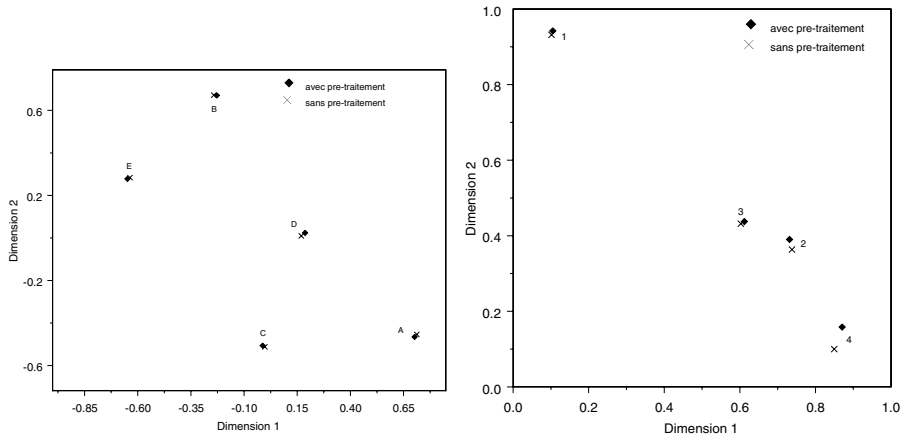 avec pre-traitement
sans pre-traitement
B
E
D
C
A
0.6
0.2
-0.2
-0.6
Dimension 2
-0.85
-0.60
-0.35
-0.10
0.15
0.40
0.65
Dimension 1
avec pre-traitement
sans pre-traitement
1
3
2
4
1.0
0.8
0.6
0.4
0.2
0.0
Dimension 2
0.0
0.2
0.4
0.6
0.8
1.0
Dimension 1